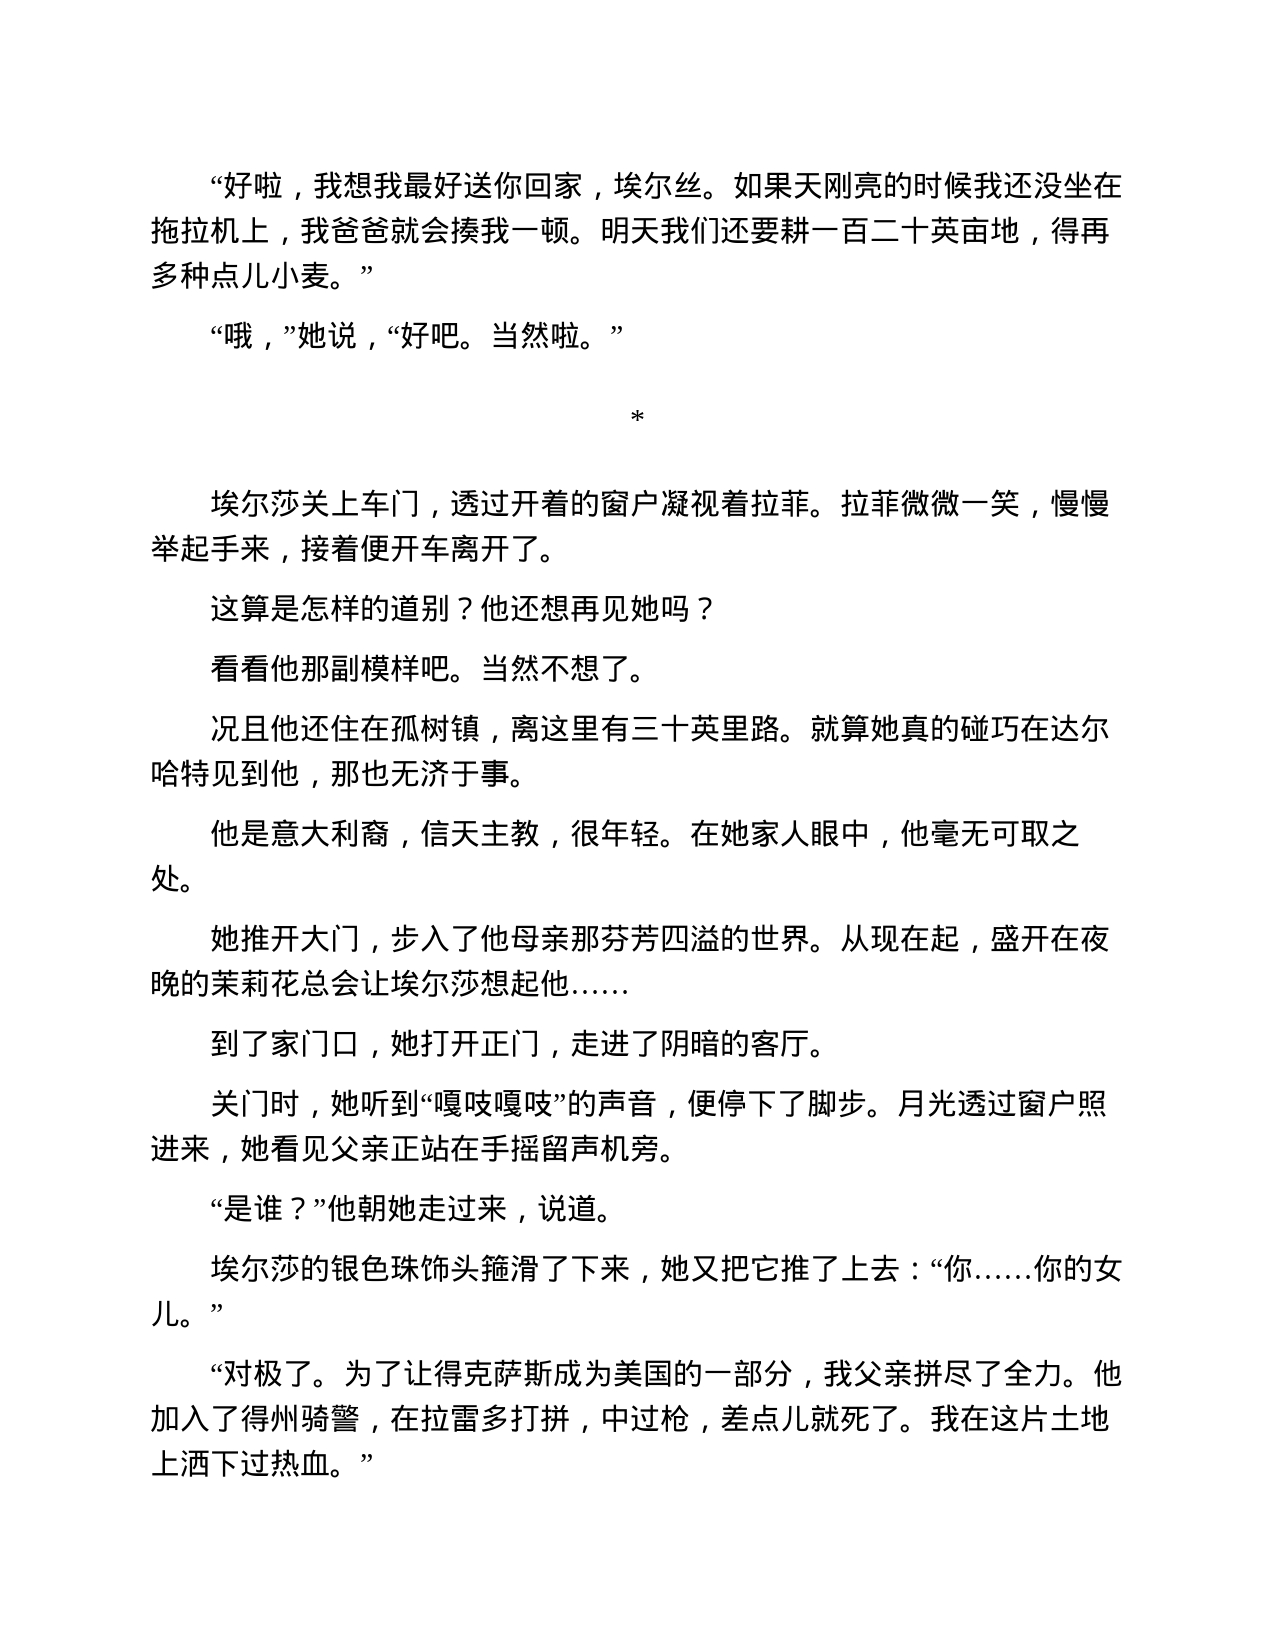 “好啦，我想我最好送你回家，埃尔丝。如果天刚亮的时候我还没坐在
拖拉机上，我爸爸就会揍我一顿。明天我们还要耕一百二十英亩地，得再
多种点儿小麦。”
“哦，”她说，“好吧。当然啦。”
*
埃尔莎关上车门，透过开着的窗户凝视着拉菲。拉菲微微一笑，慢慢
举起手来，接着便开车离开了。
这算是怎样的道别？他还想再见她吗？
看看他那副模样吧。当然不想了。
况且他还住在孤树镇，离这里有三十英里路。就算她真的碰巧在达尔
哈特见到他，那也无济于事。
他是意大利裔，信天主教，很年轻。在她家人眼中，他毫无可取之
处。
她推开大门，步入了他母亲那芬芳四溢的世界。从现在起，盛开在夜
晚的茉莉花总会让埃尔莎想起他……
到了家门口，她打开正门，走进了阴暗的客厅。
关门时，她听到“嘎吱嘎吱”的声音，便停下了脚步。月光透过窗户照
进来，她看见父亲正站在手摇留声机旁。
“是谁？”他朝她走过来，说道。
埃尔莎的银色珠饰头箍滑了下来，她又把它推了上去：“你……你的女
儿。”
“对极了。为了让得克萨斯成为美国的一部分，我父亲拼尽了全力。他
加入了得州骑警，在拉雷多打拼，中过枪，差点儿就死了。我在这片土地
上洒下过热血。”